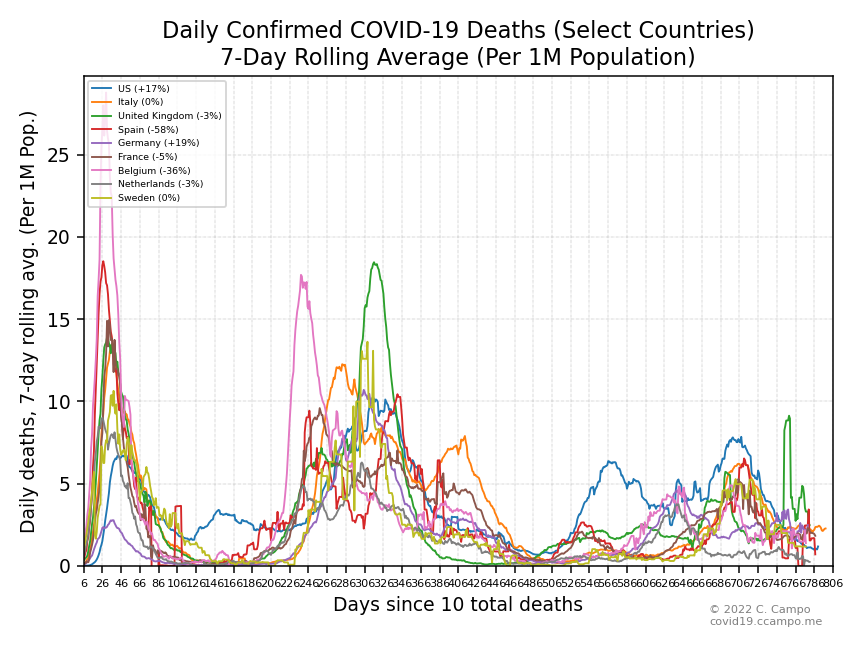 Daily Confirmed COVID-19 Deaths (Select Countries)
7-Day Rolling Average (Per 1M Population)
Daily deaths, 7-day rolling avg. (Per 1M Pop.)
US (+17%)
Italy (0%)
United Kingdom (-3%)
Spain (-58%)
Germany (+19%)
France (-5%)
Belgium (-36%)
Netherlands (-3%)
Sweden (0%)
25
20
15
10
5
0
6 26 46 66 86 106 126 146 166 186 206 226 246 266 286 306 326 346 366 386 406 426 446 466 486 506 526 546 566 586 606 626 646 666 686 706 726 746 766 786 806
Days since 10 total deaths
© 2022 C. Campo
covid19.ccampo.me